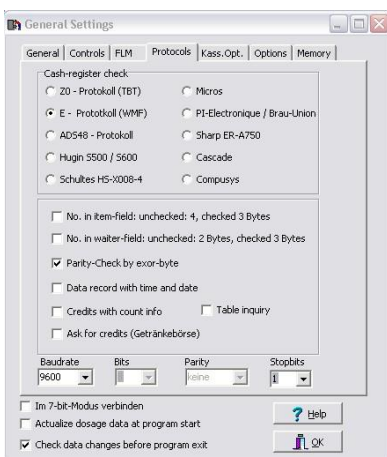 General Settings
General Controls FLM Protocols Kass.Opt. Options Memory
Cash-register check
Z0 - Protokoll (TBT)
Micros
E - Prototkoll (WMF)
PI-Electronique / Brau-Union
ADS48 - Protokoll
Sharp ER-A750
Hugin S500 / S600
Cascade
Schultes HS-X008-4
Compusys
No. in item-field: unchecked: 4, checked 3 Bytes
No. in waiter-field: unchecked: 2 Bytes, checked 3 Bytes
Parity-Check by exor-byte
Data record with time and date
Credits with count info
Table inquiry
Ask for credits (Getränkebörse)
Baudrate Bits Parity Stopbits
9600 keine 1
Im 7-bit-Modus verbinden
Actualize dosage data at program start
Check data changes before program exit
Help
OK